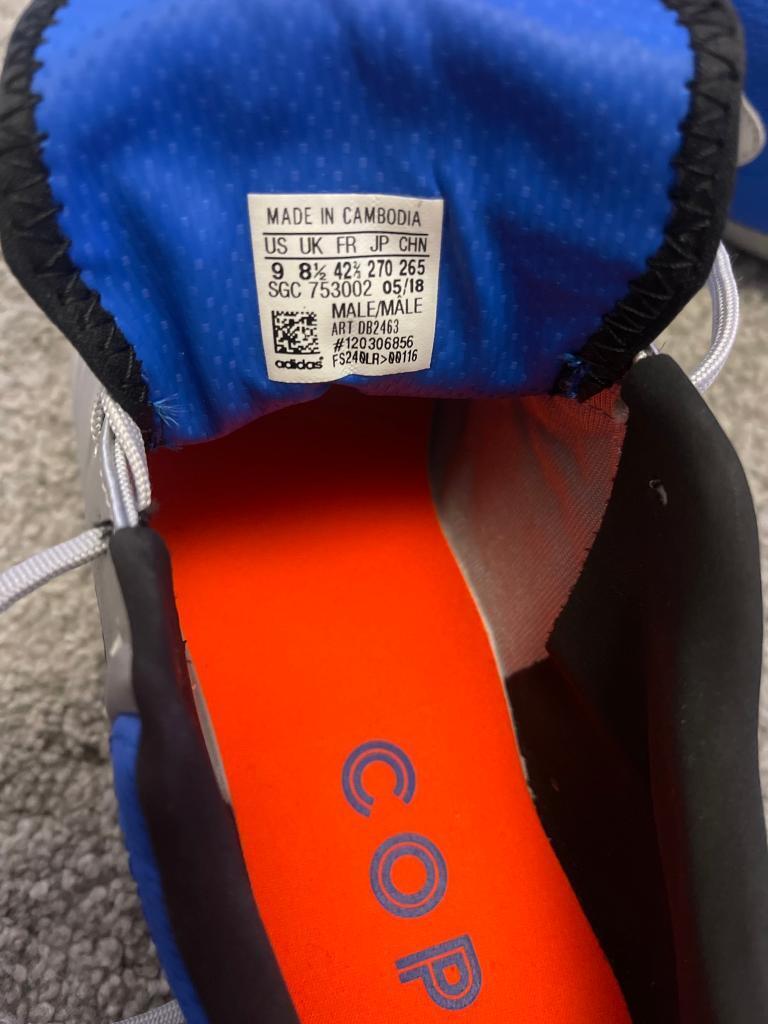 MADE IN CAMBODIA
US UK FR JP CHN
9 8½ 42⅔ 270 265
SGC 753002 05/18
MALE/MÂLE
ART DB2463
#120306856
adidas® FS240LR>00116
COP